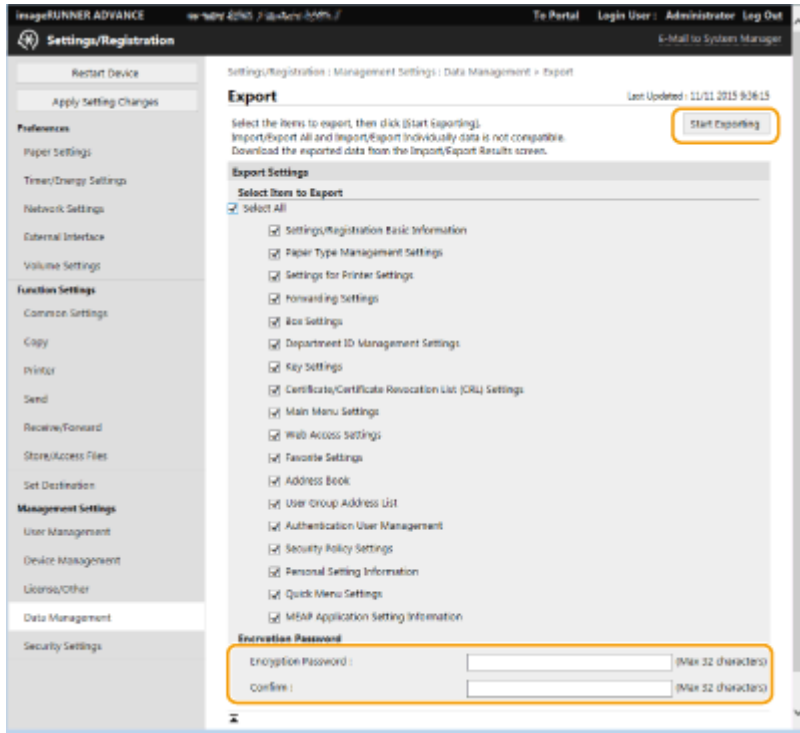 imageRUNNER ADVANCE
To Portal Login User : Administrator Log Out
Settings/Registration
E-Mail to System Manager
Restart Device
Apply Setting Changes
Preferences
Paper Settings
Timer/Energy Settings
Network Settings
External Interface
Volume Settings
Function Settings
Common Settings
Copy
Printer
Send
Receive/Forward
Store/Access Files
Set Destination
Management Settings
User Management
Device Management
License/Other
Data Management
Security Settings
Settings/Registration : Management Settings : Data Management > Export
Export
Last Updated : 11/11 2015 9:36:15
Select the items to export, then click [Start Exporting].
Import/Export All and Import/Export Individually data is not compatible.
Download the exported data from the Import/Export Results screen.
Start Exporting
Export Settings
Select Item to Export
Select All
Settings/Registration Basic Information
Paper Type Management Settings
Settings for Printer Settings
Forwarding Settings
Box Settings
Department ID Management Settings
Key Settings
Certificate/Certificate Revocation List (CRL) Settings
Main Menu Settings
Web Access Settings
Favorite Settings
Address Book
User Group Address List
Authentication User Management
Security Policy Settings
Personal Setting Information
Quick Menu Settings
MEAP Application Setting Information
Encryption Password
Encryption Password : (Max 32 characters)
Confirm : (Max 32 characters)